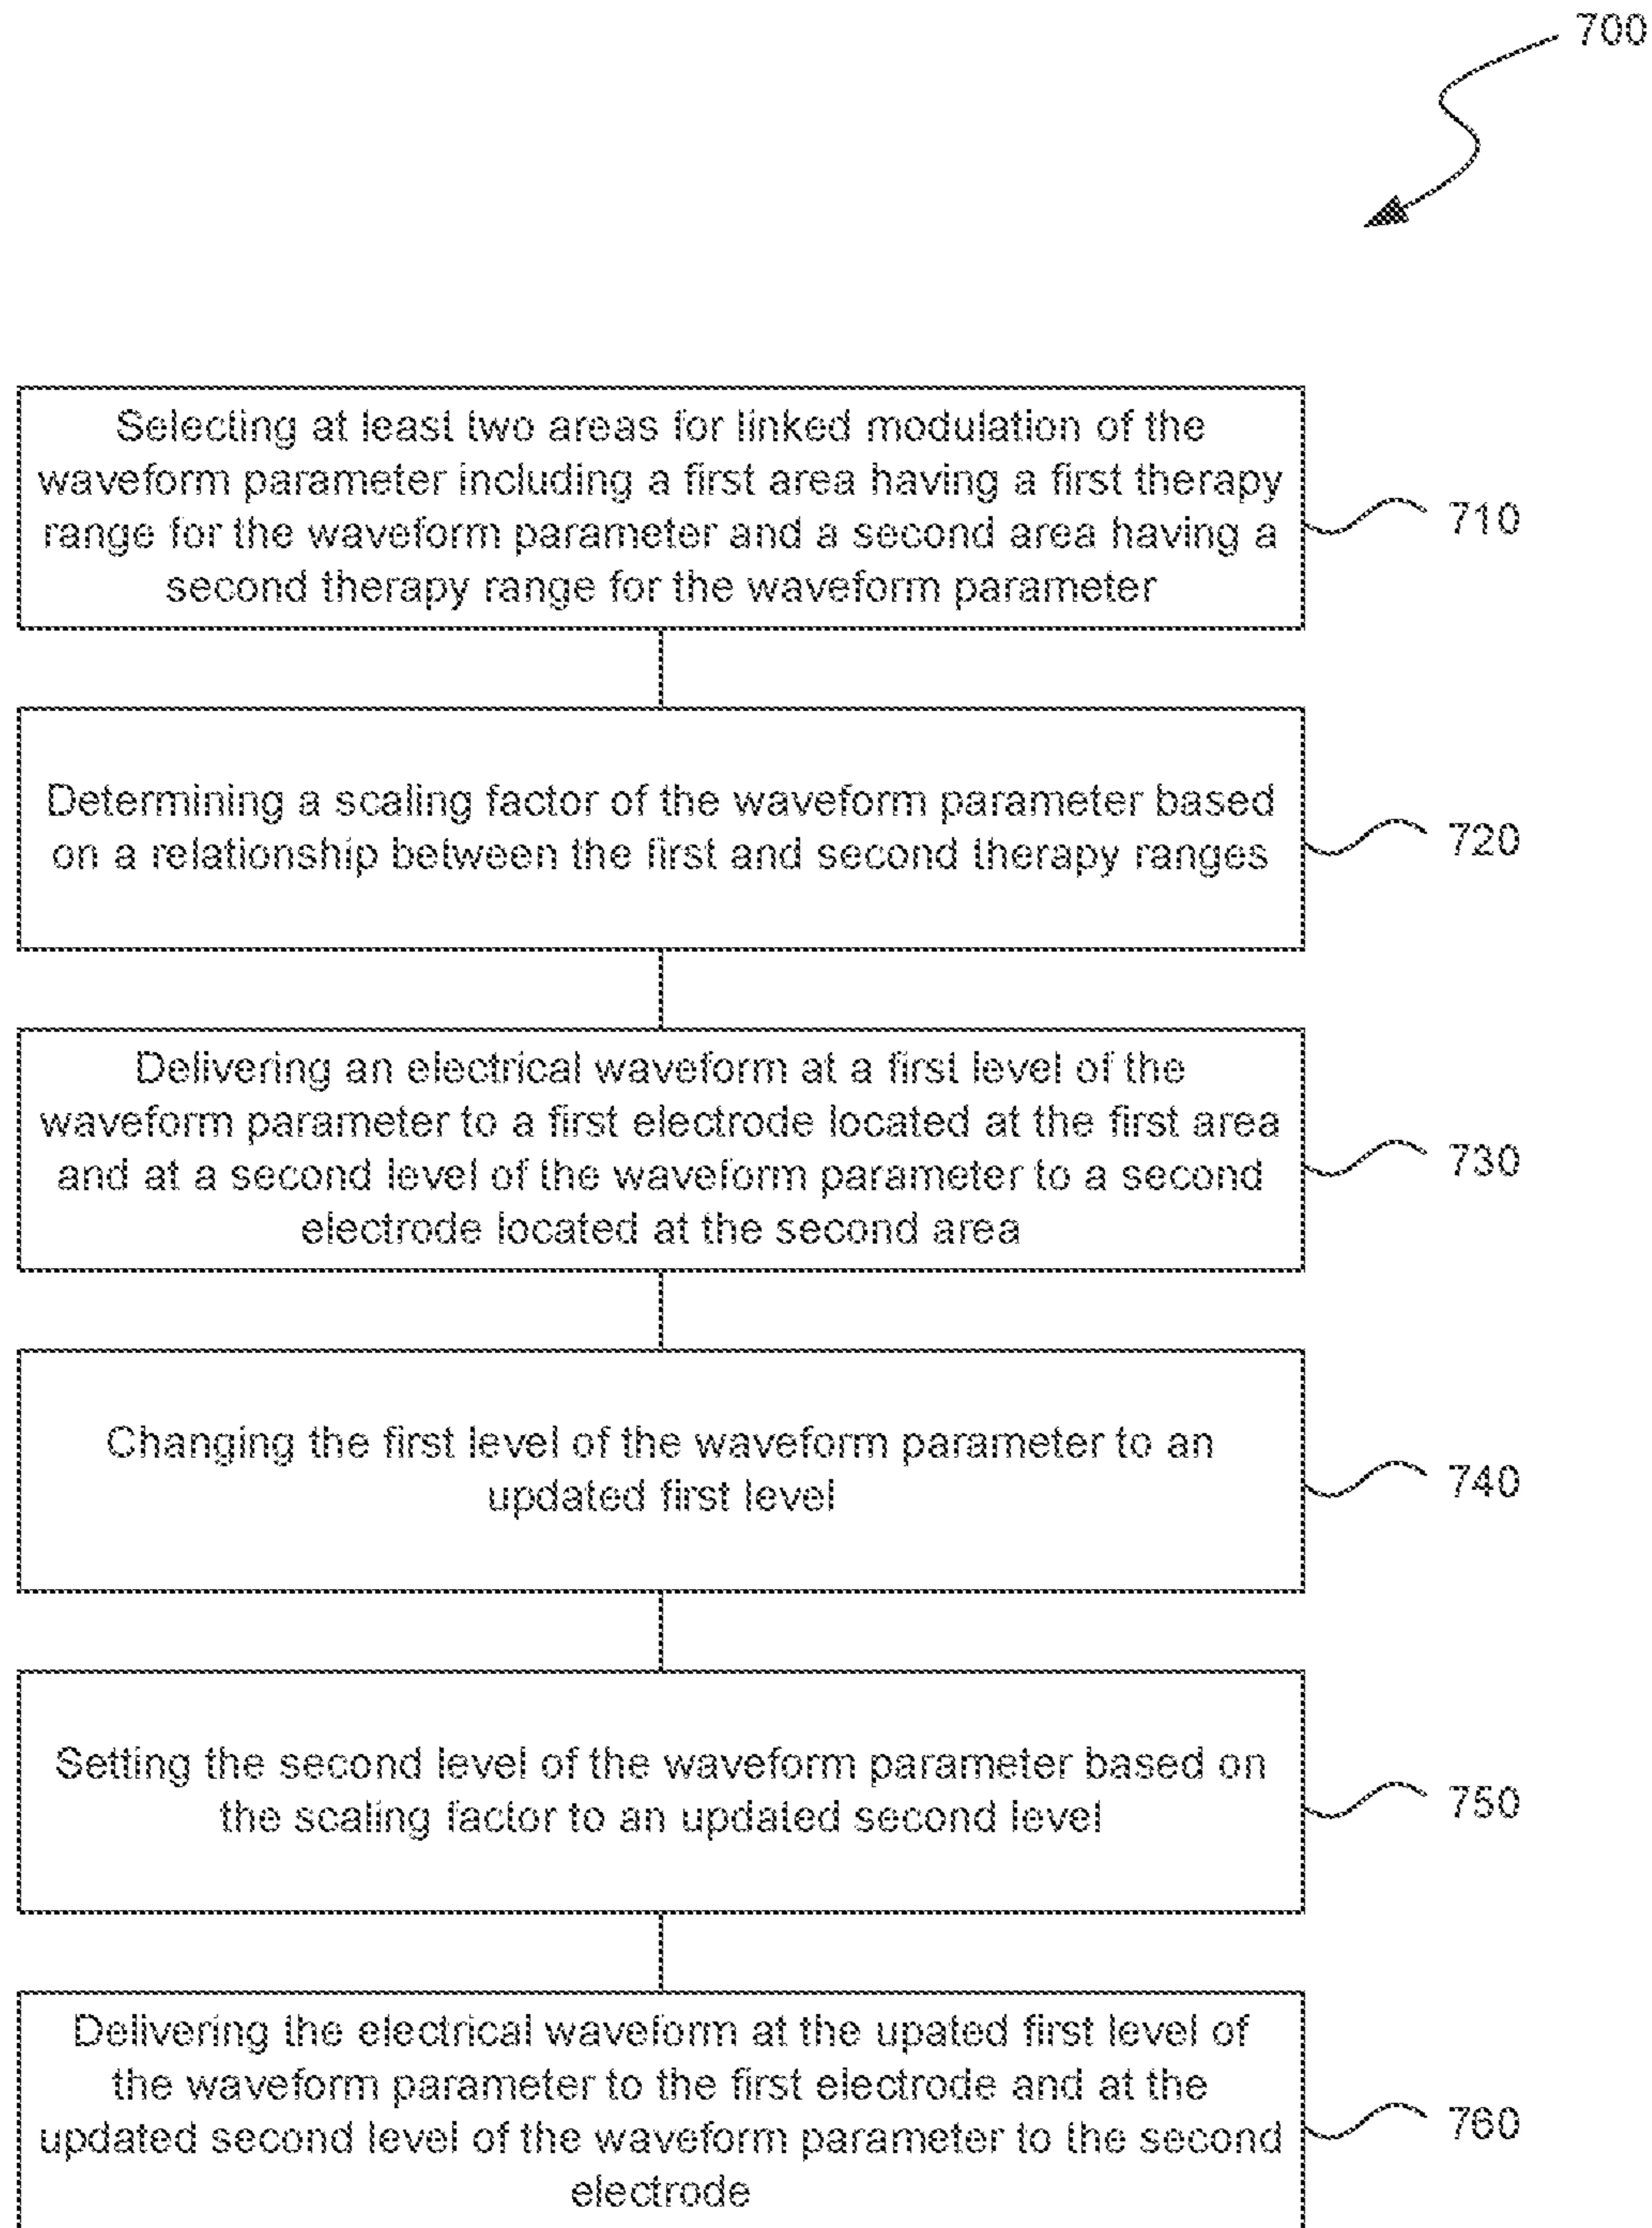 700
Selecting at least two areas for linked modulation of the
waveform parameter including a first area having a first therapy
range for the waveform parameter and a second area having a
second therapy range for the waveform parameter
710
Determining a scaling factor of the waveform parameter based
on a relationship between the first and second therapy ranges
720
Delivering an electrical waveform at a first level of the
waveform parameter to a first electrode located at the first area
and at a second level of the waveform parameter to a second
electrode located at the second area
730
Changing the first level of the waveform parameter to an
updated first level
740
Setting the second level of the waveform parameter based on
the scaling factor to an updated second level
750
Delivering the electrical waveform at the upated first level of
the waveform parameter to the first electrode and at the
updated second level of the waveform parameter to the second
electrode
760